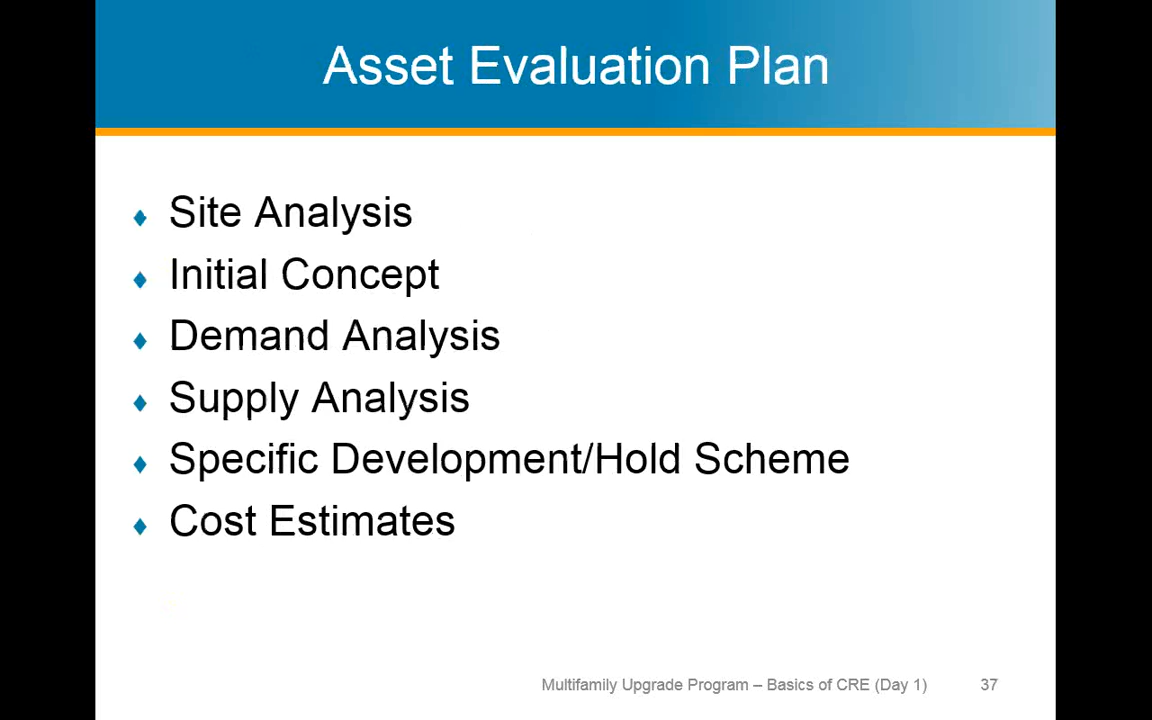 Asset Evaluation Plan
Site Analysis
Initial Concept
Demand Analysis
Supply Analysis
Specific Development/Hold Scheme
Cost Estimates
Multifamily Upgrade Program – Basics of CRE (Day 1) 37